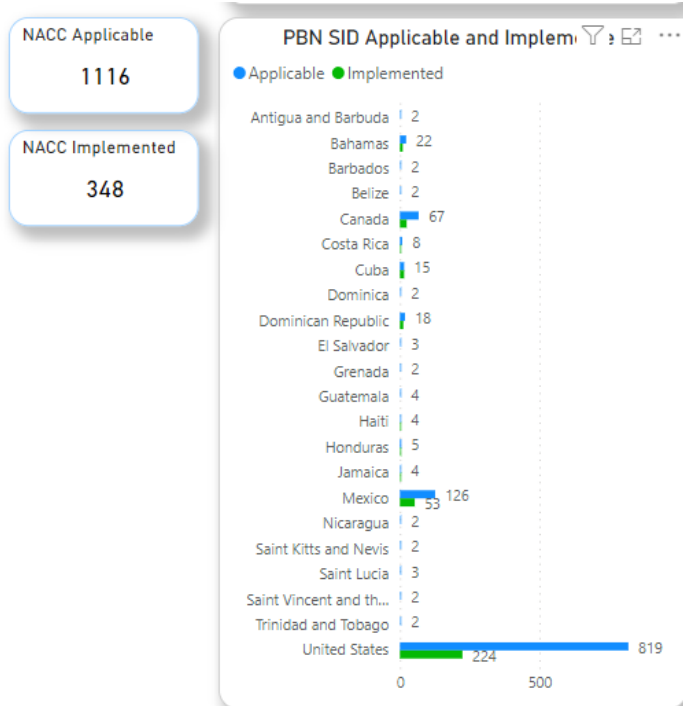 NACC Applicable
1116
NACC Implemented
348
PBN SID Applicable and Implem
Applicable Implemented
Antigua and Barbuda 2
Bahamas 22
Barbados 2
Belize 2
Canada 67
Costa Rica 8
Cuba 15
Dominica 2
Dominican Republic 18
El Salvador 3
Grenada 2
Guatemala 4
Haiti 4
Honduras 5
Jamaica 4
Mexico 126
53
Nicaragua 2
Saint Kitts and Nevis 2
Saint Lucia 3
Saint Vincent and th... 2
Trinidad and Tobago 2
United States 819
224
0 500